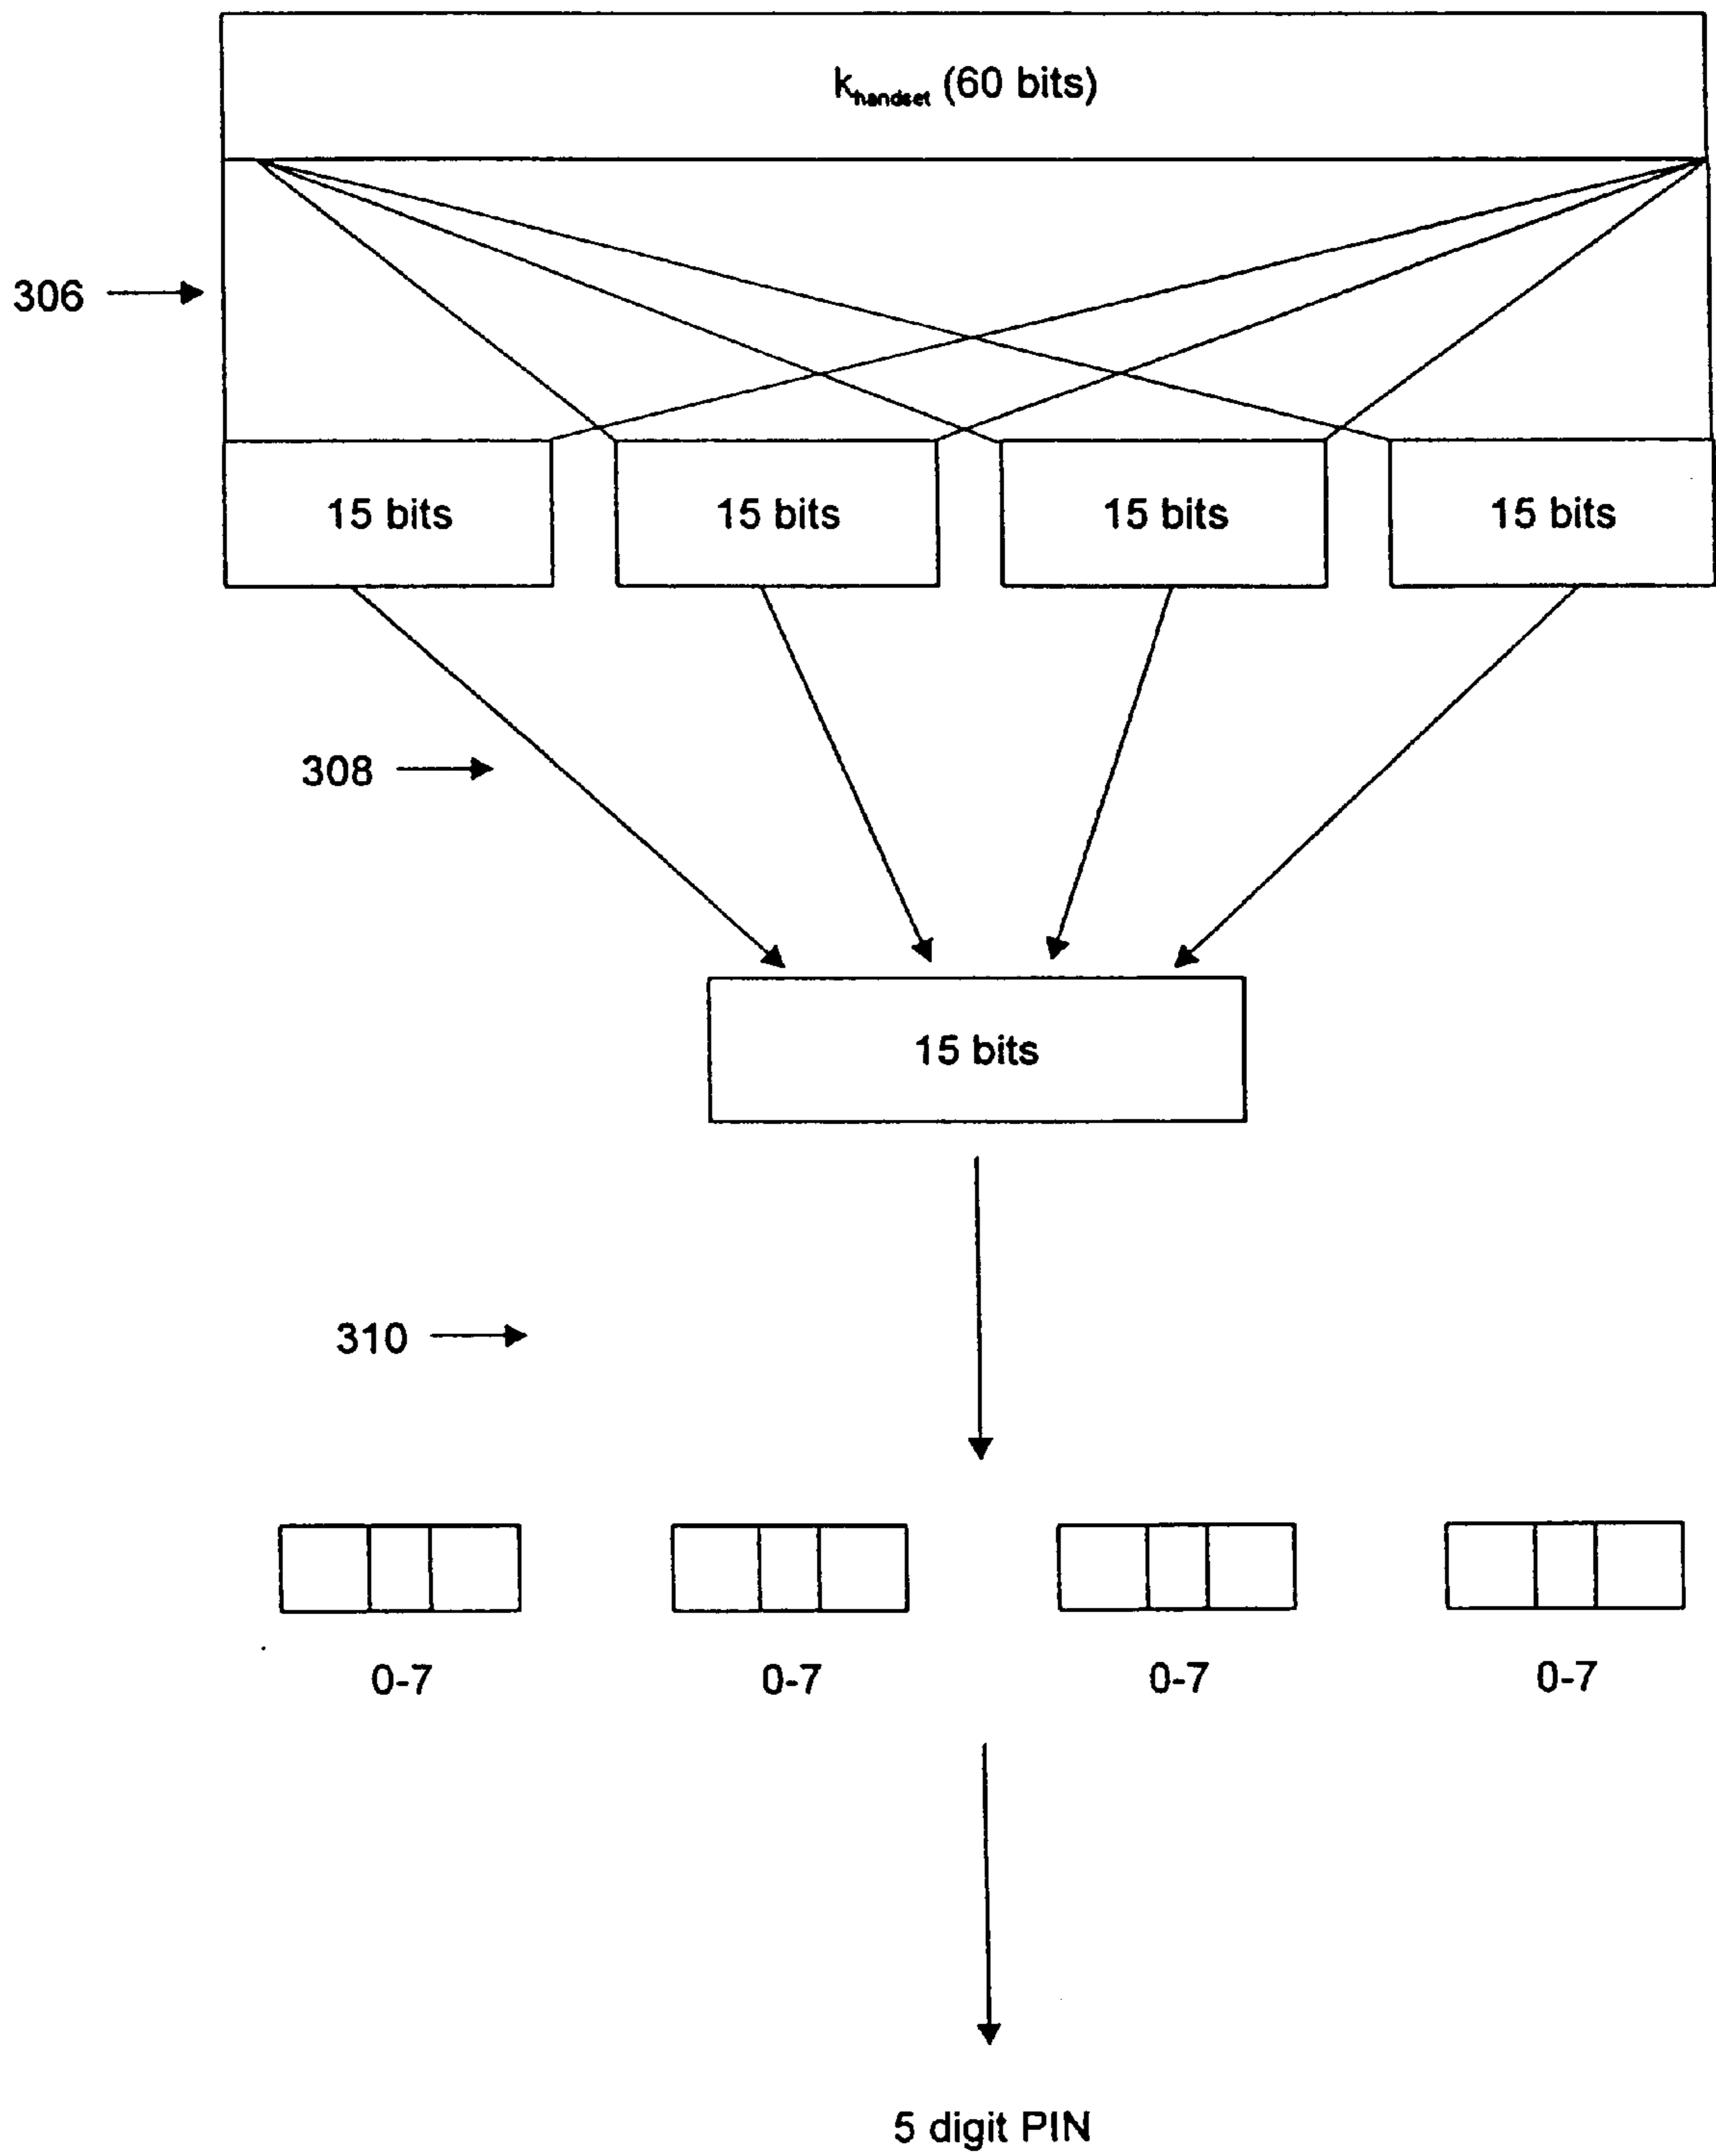 k handset (60 bits)
306
15 bits 15 bits 15 bits 15 bits
308
15 bits
310
0-7 0-7 0-7 0-7
5 digit PIN